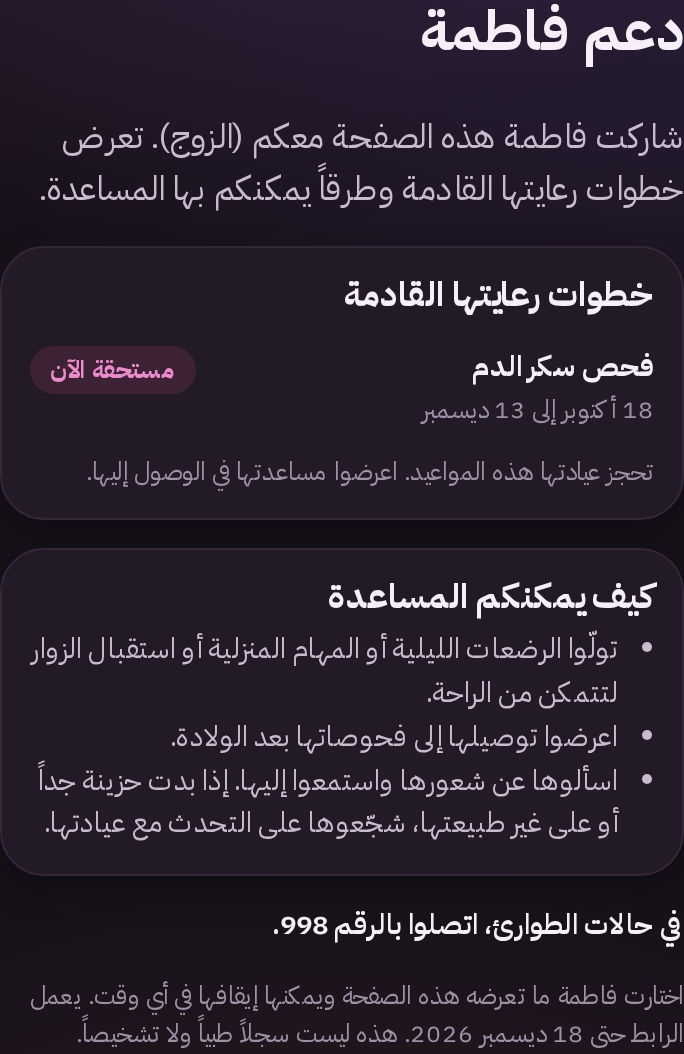 دعم فاطمة
شاركت فاطمة هذه الصفحة معكم (الزوج). تعرض
خطوات رعايتها القادمة وطرقاً يمكنكم بها المساعدة.
خطوات رعايتها القادمة
فحص سكر الدم
مستحقة الآن
18 أكتوبر إلى 13 ديسمبر
تحجز عيادتها هذه المواعيد. اعرضوا مساعدتها في الوصول إليها.
كيف يمكنكم المساعدة
• تولّوا الرضعات الليلية أو المهام المنزلية أو استقبال الزوار
لتتمكن من الراحة.
• اعرضوا توصيلها إلى فحوصاتها بعد الولادة.
• اسألوها عن شعورها واستمعوا إليها. إذا بدت حزينة جداً
أو على غير طبيعتها، شجّعوها على التحدث مع عيادتها.
في حالات الطوارئ، اتصلوا بالرقم 998.
اختارت فاطمة ما تعرضه هذه الصفحة ويمكنها إيقافها في أي وقت. يعمل
الرابط حتى 18 ديسمبر 2026. هذه ليست سجلاً طبياً ولا تشخيصاً.